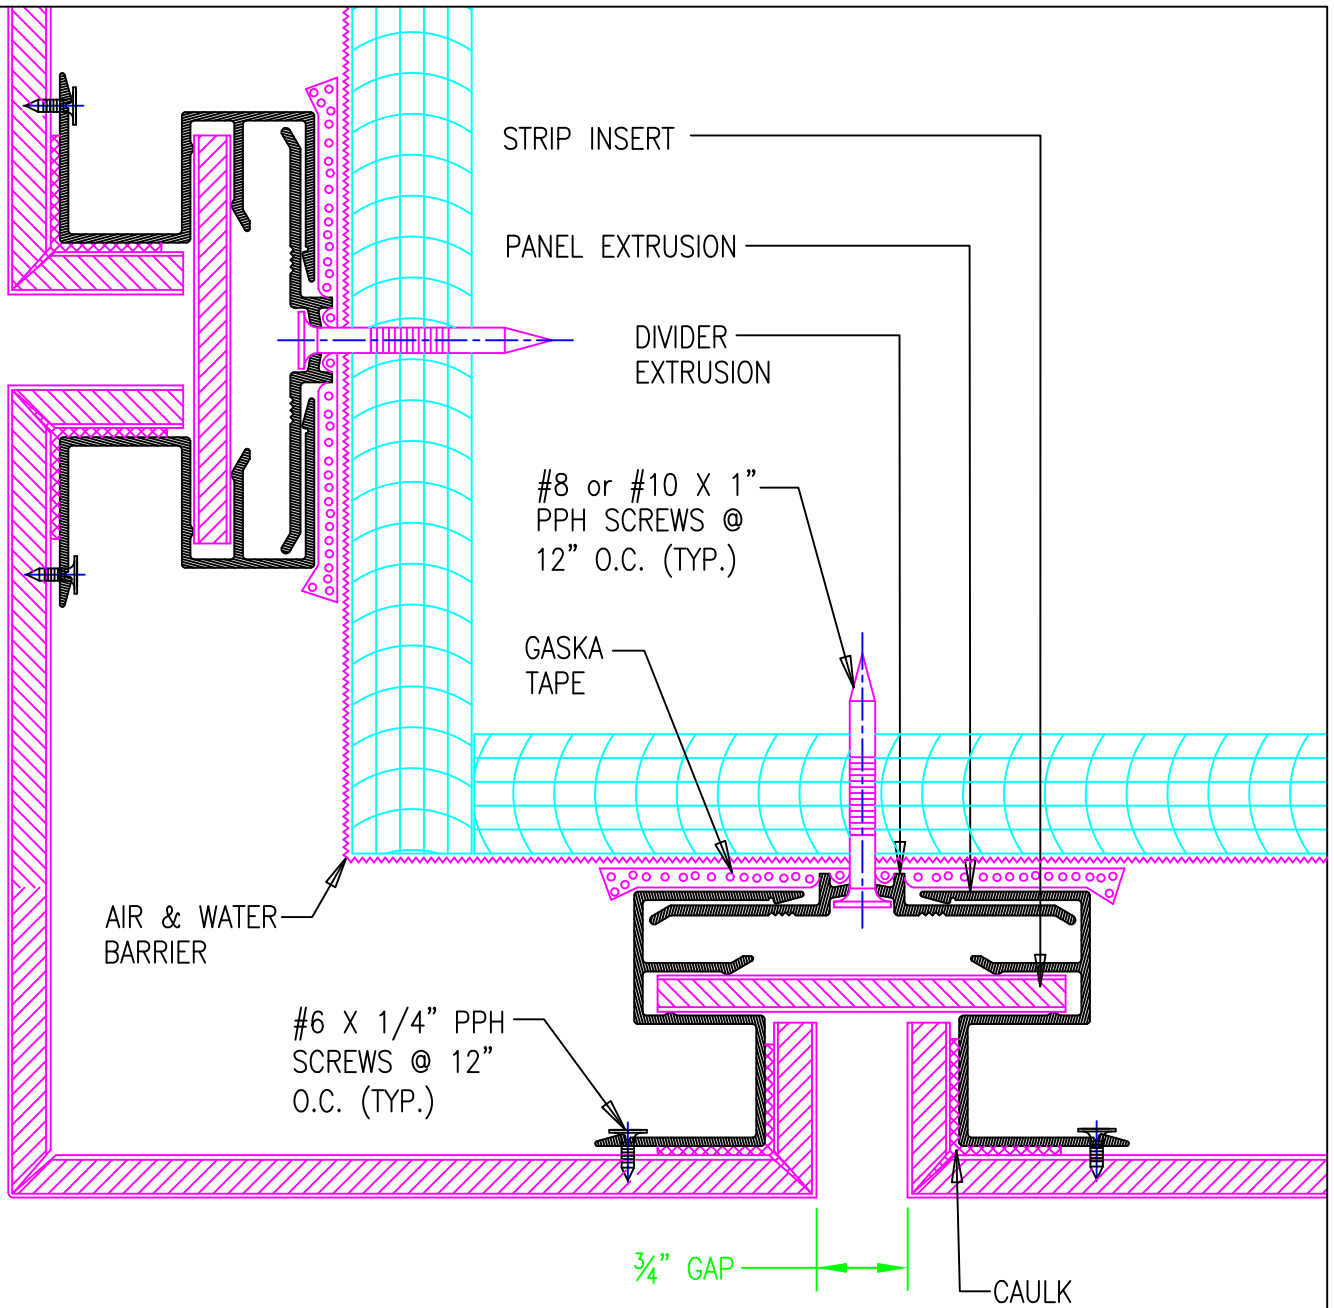 STRIP INSERT
PANEL EXTRUSION
DIVIDER
EXTRUSION
#8 or #10 X 1”
PPH SCREWS @
12” O.C. (TYP.)
GASKA
TAPE
AIR & WATER
BARRIER
#6 X 1/4” PPH
SCREWS @ 12”
O.C. (TYP.)
3/4” GAP
CAULK